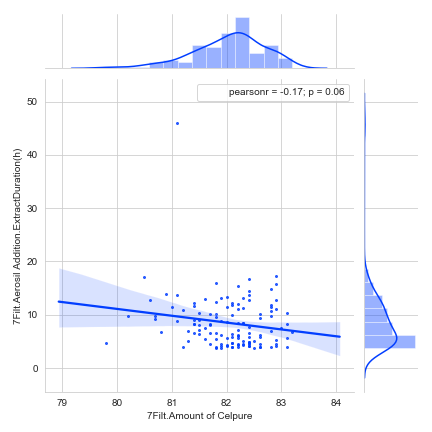 pearsonr = -0.17; p = 0.06
50
40
30
20
10
0
7Filt.Aerosil Addition.ExtractDuration(h)
79 80 81 82 83 84
7Filt.Amount of Celpure